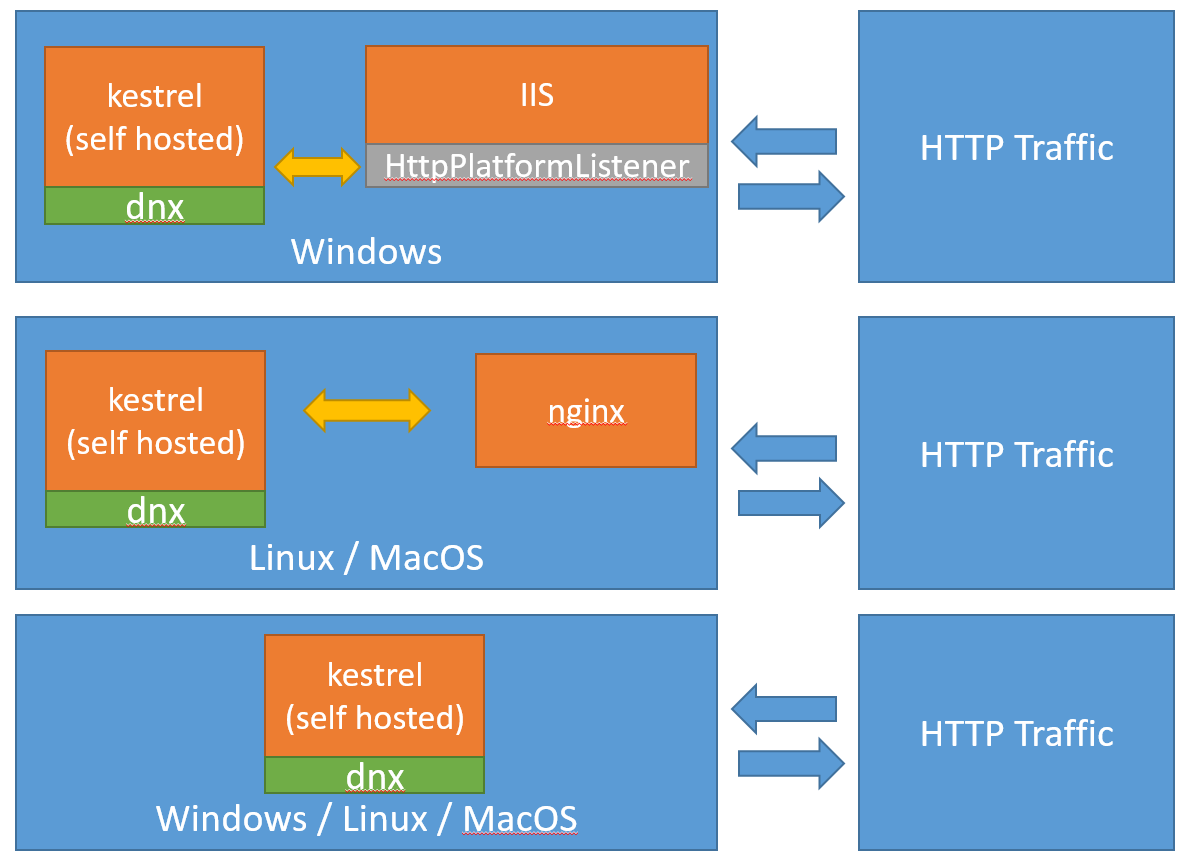 kestrel
(self hosted)
dnx
IIS
HttpPlatformListener
Windows
HTTP Traffic
kestrel
(self hosted)
dnx
nginx
Linux / MacOS
HTTP Traffic
kestrel
(self hosted)
dnx
Windows / Linux / MacOS
HTTP Traffic